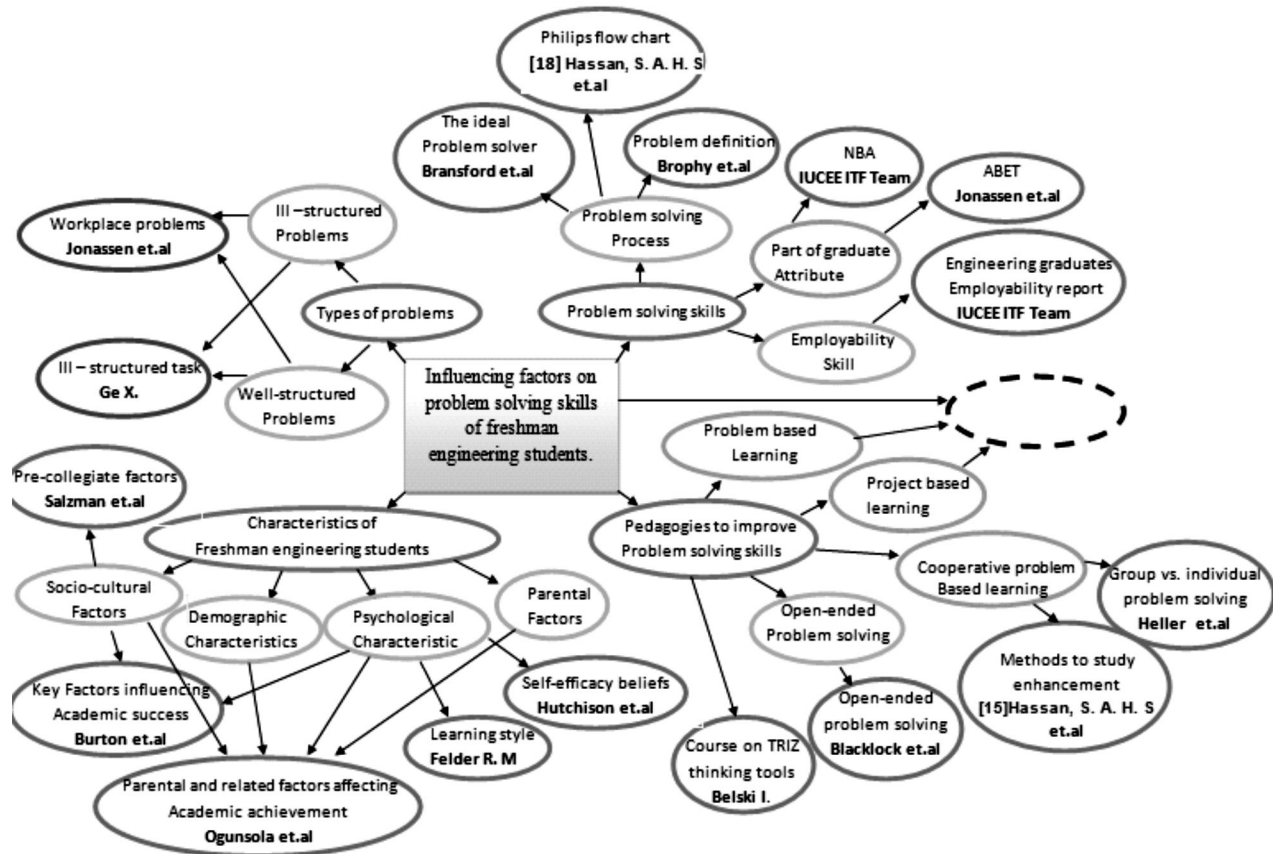 Philips flow chart
[18] Hassan, S. A. H. S
et.al
The ideal
Problem solver
Bransford et.al
Problem definition
Brophy et.al
NBA
IUCEE ITF Team
ABET
Jonassen et.al
Workplace problems
Jonassen et.al
III –structured
Problems
Problem solving
Process
Part of graduate
Attribute
Engineering graduates
Employability report
IUCEE ITF Team
Types of problems
Problem solving skills
Employability
Skill
III – structured task
Ge X.
Well-structured
Problems
Influencing factors on
problem solving skills
of freshman
engineering students.
Problem based
Learning
Project based
learning
Pre-collegiate factors
Salzman et.al
Characteristics of
Freshman engineering students
Pedagogies to improve
Problem solving skills
Cooperative problem
Based learning
Group vs. individual
problem solving
Heller et.al
Socio-cultural
Factors
Demographic
Characteristics
Psychological
Characteristic
Parental
Factors
Open-ended
Problem solving
Methods to study
enhancement
[15]Hassan, S. A. H. S
et.al
Key Factors influencing
Academic success
Burton et.al
Self-efficacy beliefs
Hutchison et.al
Learning style
Felder R. M
Open-ended
problem solving
Blacklock et.al
Course on TRIZ
thinking tools
Belski I.
Parental and related factors affecting
Academic achievement
Ogunsola et.al